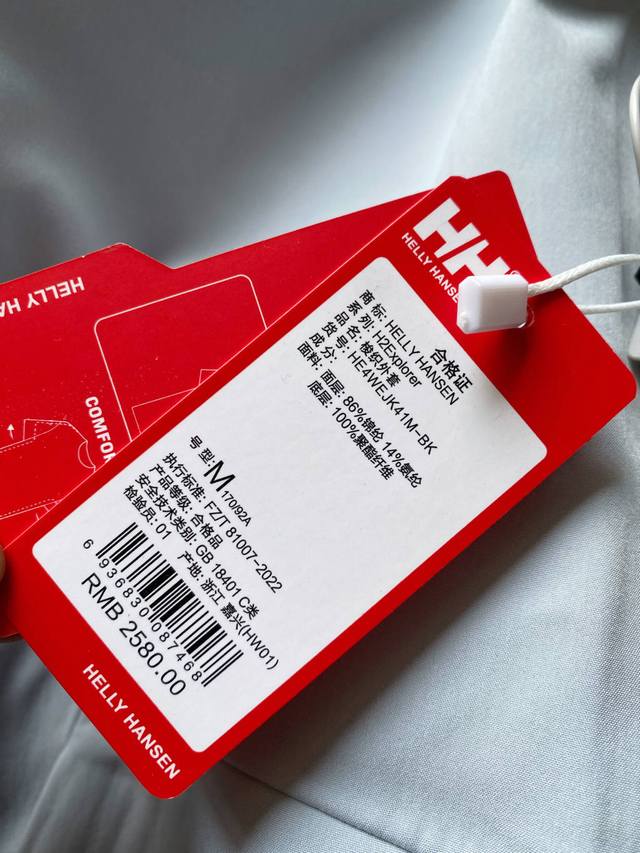 HH
HELLY HANSEN
合格证
商 标: HELLY HANSEN
系 列: H2Explorer
品 名: 梭织外套
货 号: HE4WEJK41M-BK
成 分:
面料: 面层: 86%锦纶 14%氨纶
底层: 100%聚酯纤维
号 型: M 170/92A
执行标准: FZ/T 81007-2022
产品等级: 合格品
安全技术类别: GB 18401 C类
检验员: 01 产地: 浙江 嘉兴(HW01)
6936830087468
RMB 2580.00
HELLY HANSEN
HELLY HA
COMFOR